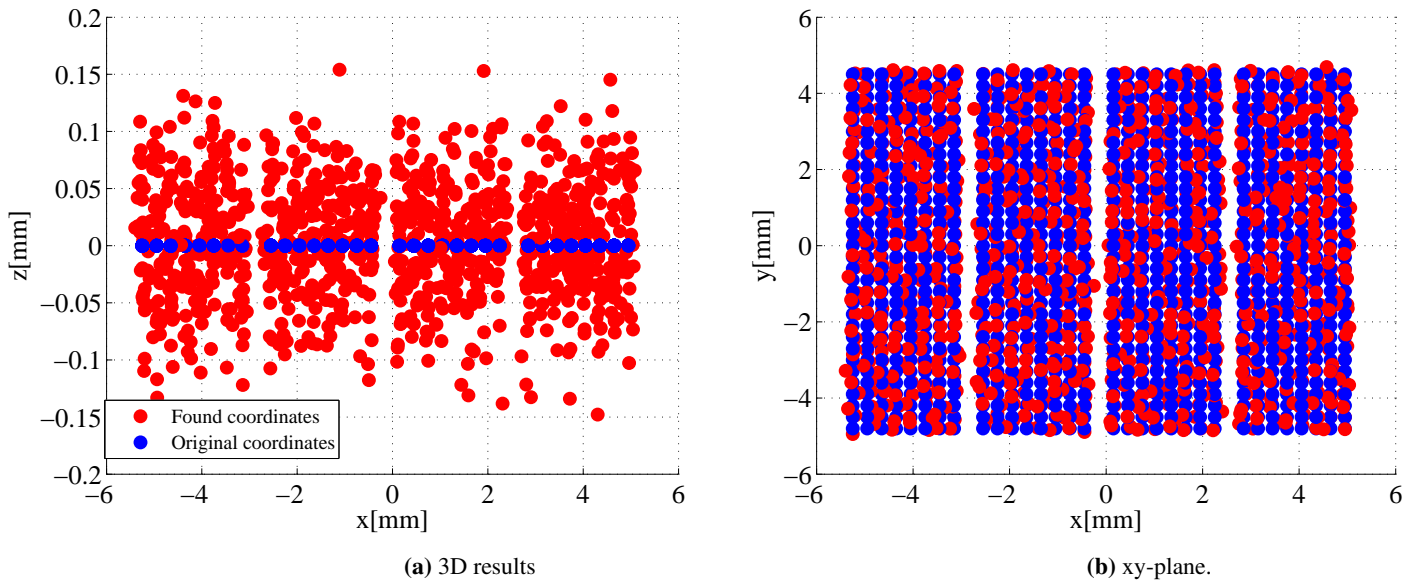 0.2
0.15
0.1
0.05
0
−0.05
−0.1
−0.15
−0.2
z[mm]
−6 −4 −2 0 2 4 6
x[mm]
Found coordinates
Original coordinates
(a) 3D results
6
4
2
0
−2
−4
−6
y[mm]
−6 −4 −2 0 2 4 6
x[mm]
(b) xy-plane.